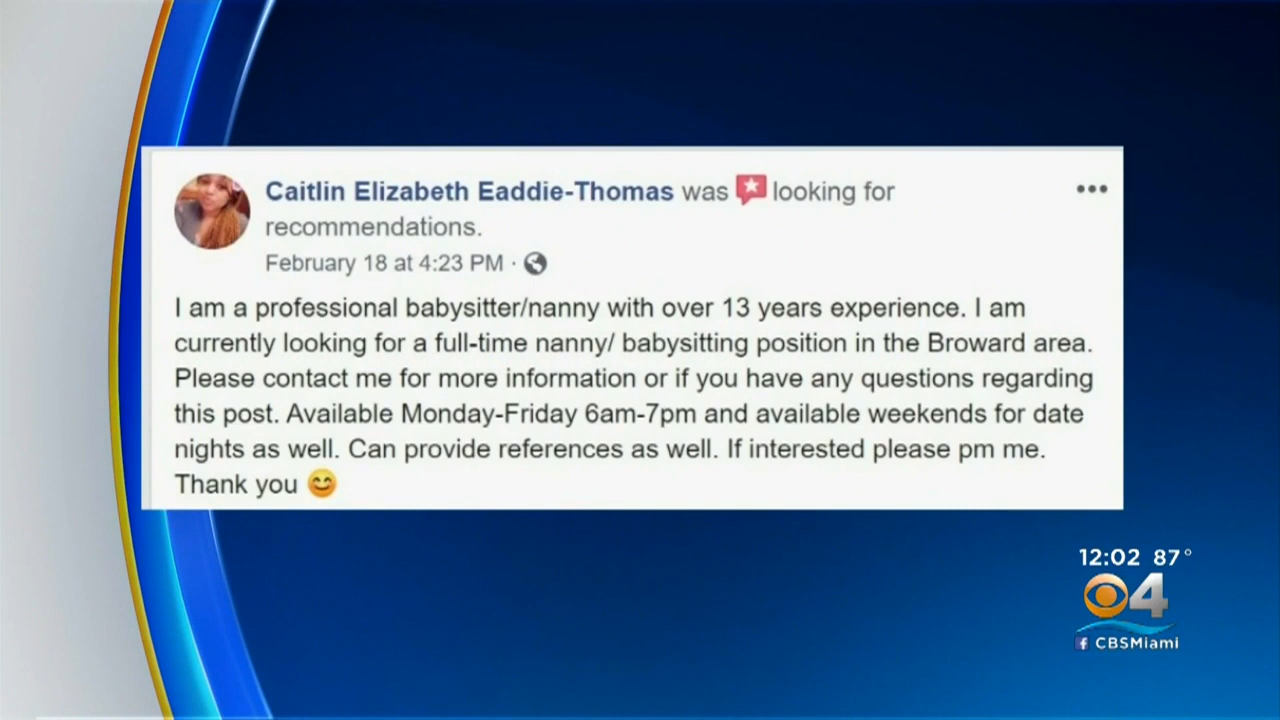 Caitlin Elizabeth Eaddie-Thomas was looking for
recommendations.
February 18 at 4:23 PM ·
I am a professional babysitter/nanny with over 13 years experience. I am
currently looking for a full-time nanny/ babysitting position in the Broward area.
Please contact me for more information or if you have any questions regarding
this post. Available Monday-Friday 6am-7pm and available weekends for date
nights as well. Can provide references as well. If interested please pm me.
Thank you 😊
12:02 87°
4
f CBSMiami